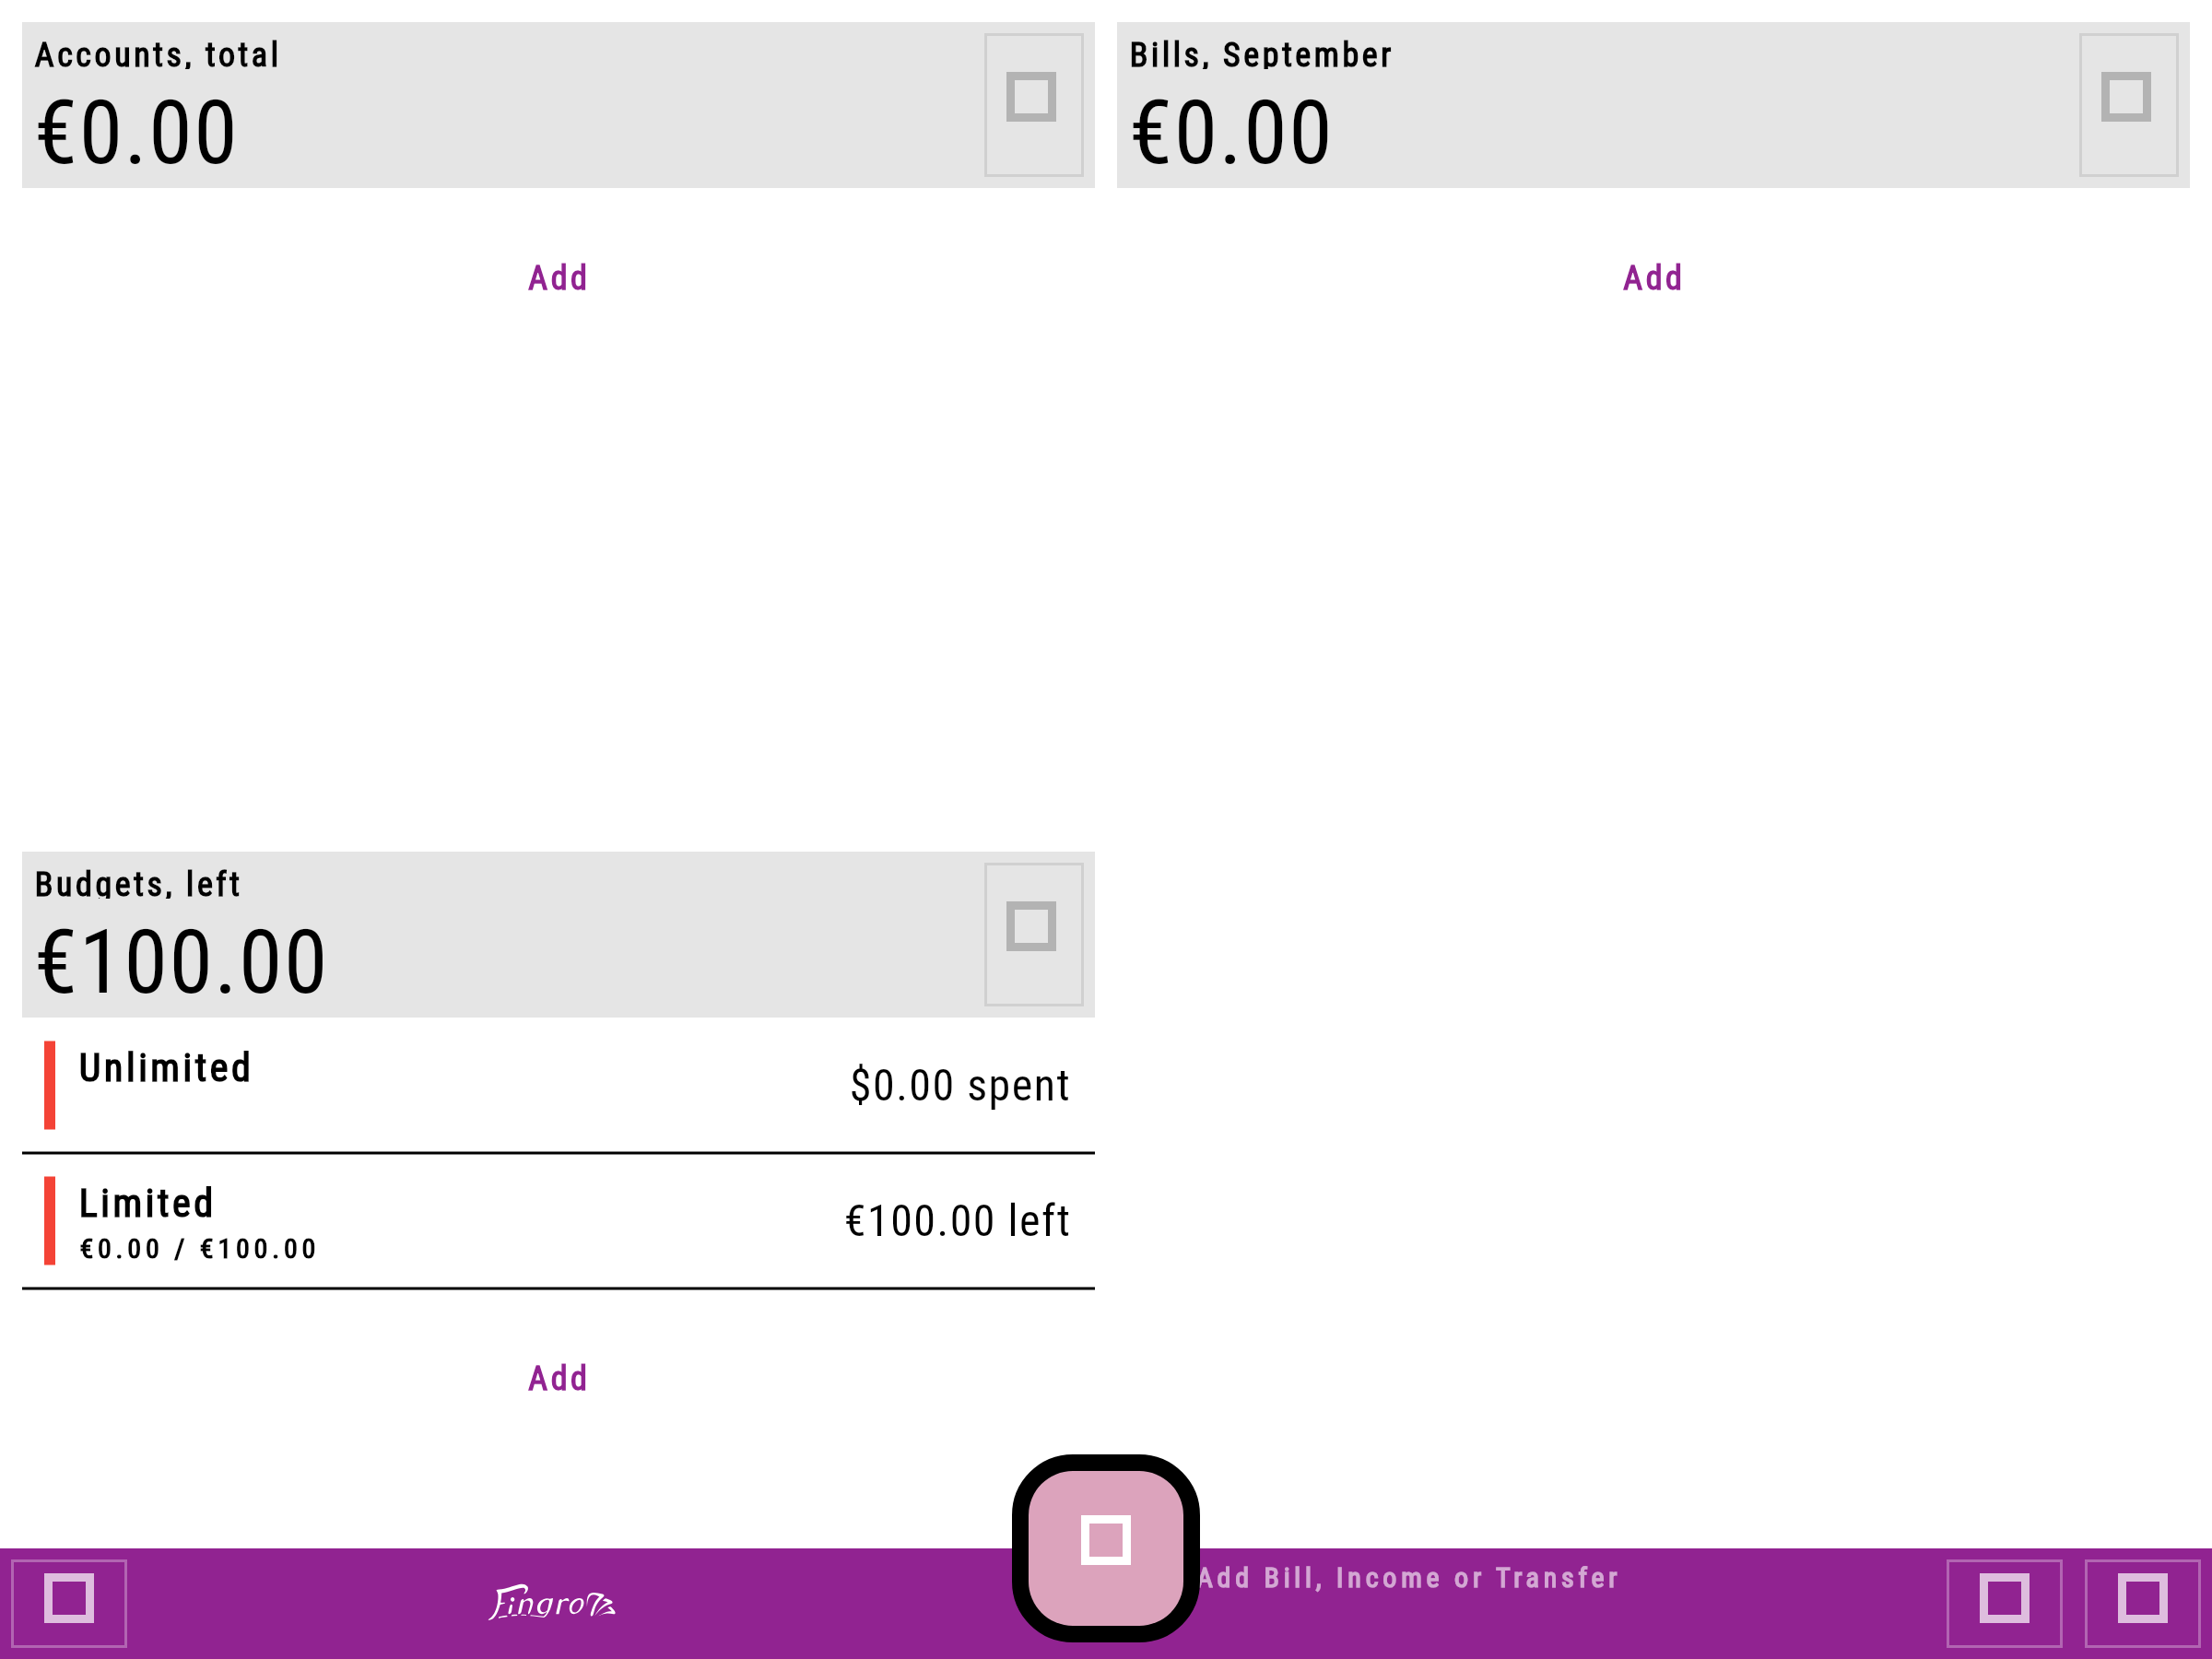 Accounts, total
€0.00
Add
Bills, September
€0.00
Add
Budgets, left
€100.00
Unlimited
$0.00 spent
Limited
€0.00 / €100.00
€100.00 left
Add
Add Bill, Income or Transfer